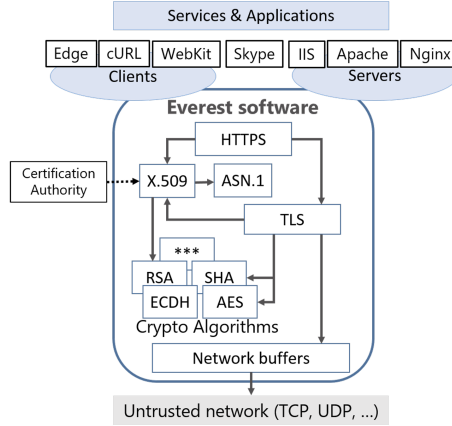 Services & Applications
Edge cURL WebKit Skype IIS Apache Nginx
Clients Servers
Everest software
HTTPS
Certification
Authority
X.509 ASN.1
TLS
***
RSA SHA
ECDH AES
Crypto Algorithms
Network buffers
Untrusted network (TCP, UDP, ...)